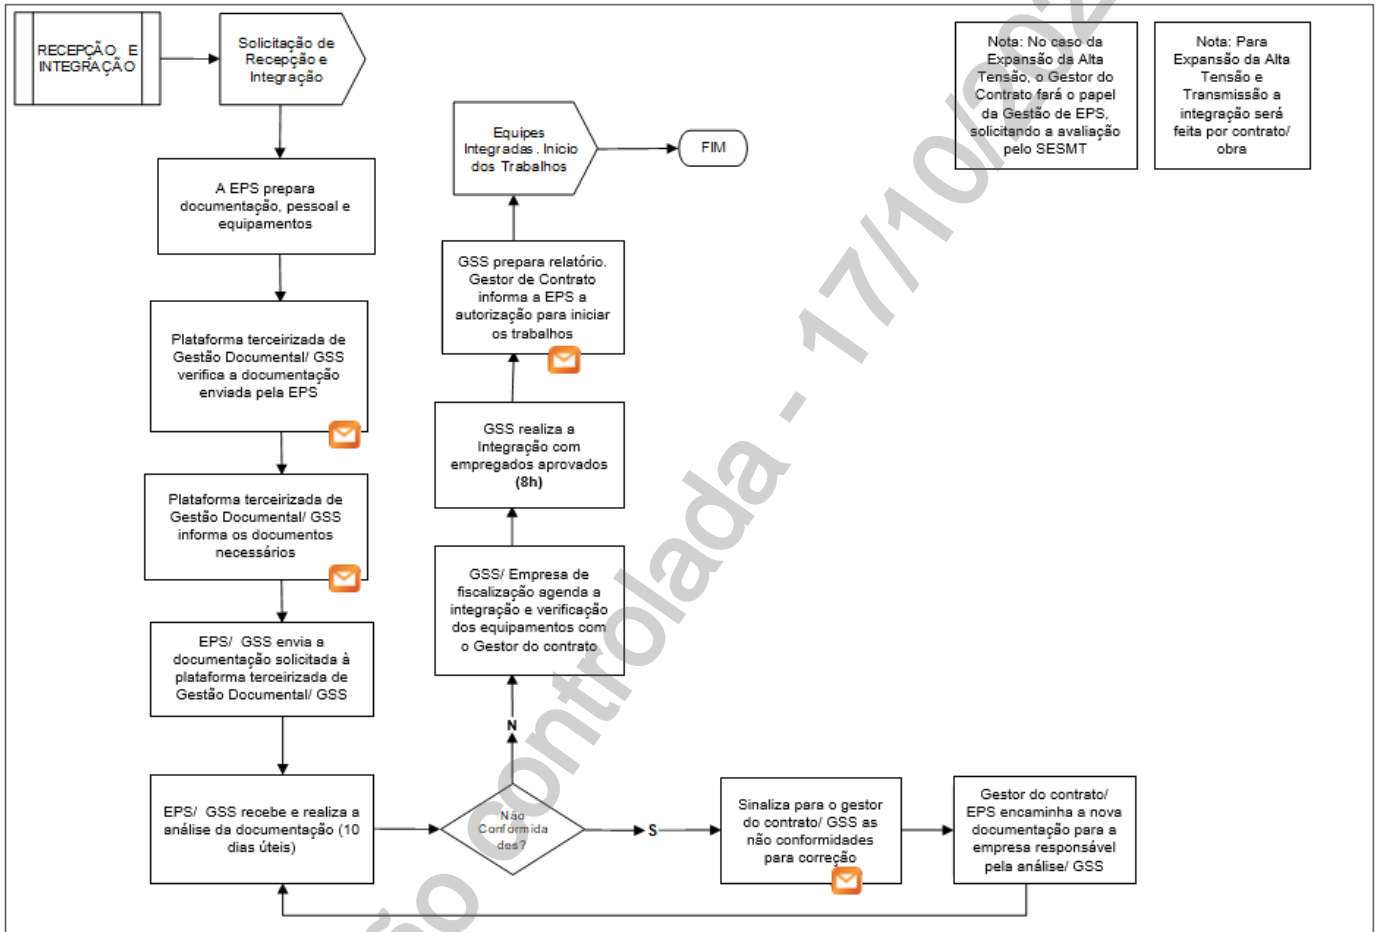 RECEPÇÃO E
INTEGRAÇÃO
Solicitação de
Recepção e
Integração
A EPS prepara
documentação, pessoal e
equipamentos
Plataforma terceirizada de
Gestão Documental/ GSS
verifica a documentação
enviada pela EPS
Plataforma terceirizada de
Gestão Documental/ GSS
informa os documentos
necessários
EPS/ GSS envia a
documentação solicitada à
plataforma terceirizada de
Gestão Documental/ GSS
EPS/ GSS recebe e realiza a
análise da documentação (10
dias úteis)
Não
Conformida
des?
N
S
GSS/ Empresa de
fiscalização agenda a
integração e verificação
dos equipamentos com
o Gestor do contrato
GSS realiza a
Integração com
empregados aprovados
(8h)
GSS prepara relatório.
Gestor de Contrato
informa a EPS a
autorização para iniciar
os trabalhos
Equipes
Integradas. Inicio
dos Trabalhos
FIM
Sinaliza para o gestor
do contrato/ GSS as
não conformidades
para correção
Gestor do contrato/
EPS encaminha a nova
documentação para a
empresa responsável
pela análise/ GSS
Nota: No caso da
Expansão da Alta
Tensão, o Gestor do
Contrato fará o papel
da Gestão de EPS,
solicitando a avaliação
pelo SESMT
Nota: Para
Expansão da Alta
Tensão e
Transmissão a
integração será
feita por contrato/
obra
ão controlada - 17/10/202